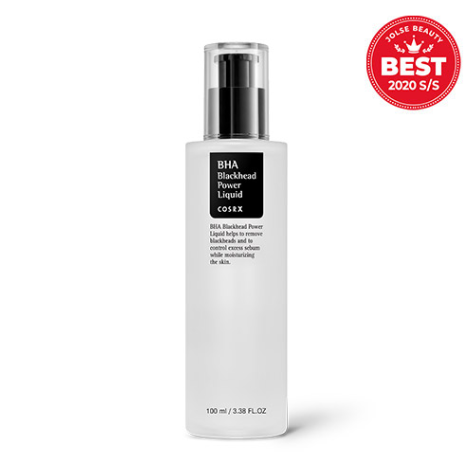 JOLSE BEAUTY
BEST
2020 S/S
BHA
Blackhead
Power
Liquid
COSRX
BHA Blackhead Power
Liquid helps to remove
blackheads and to
control excess sebum
while moisturizing
the skin.
100 ml / 3.38 FL.OZ